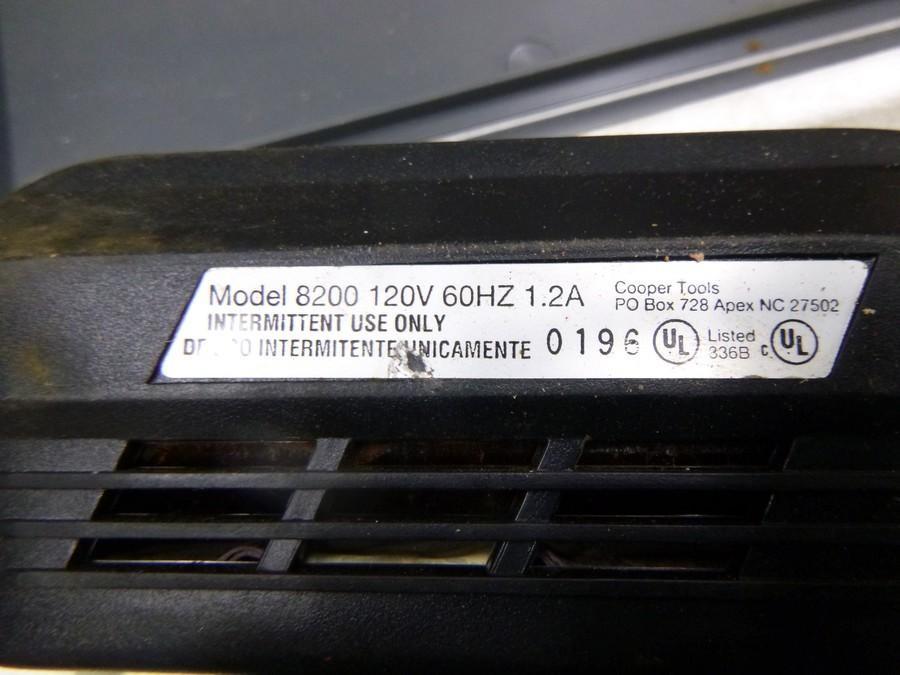 Model 8200 120V 60HZ 1.2A
INTERMITTENT USE ONLY
INTERMITENTE UNICAMENTE
0196
Cooper Tools
PO Box 728 Apex NC 27502
UL
Listed
336B
C UL